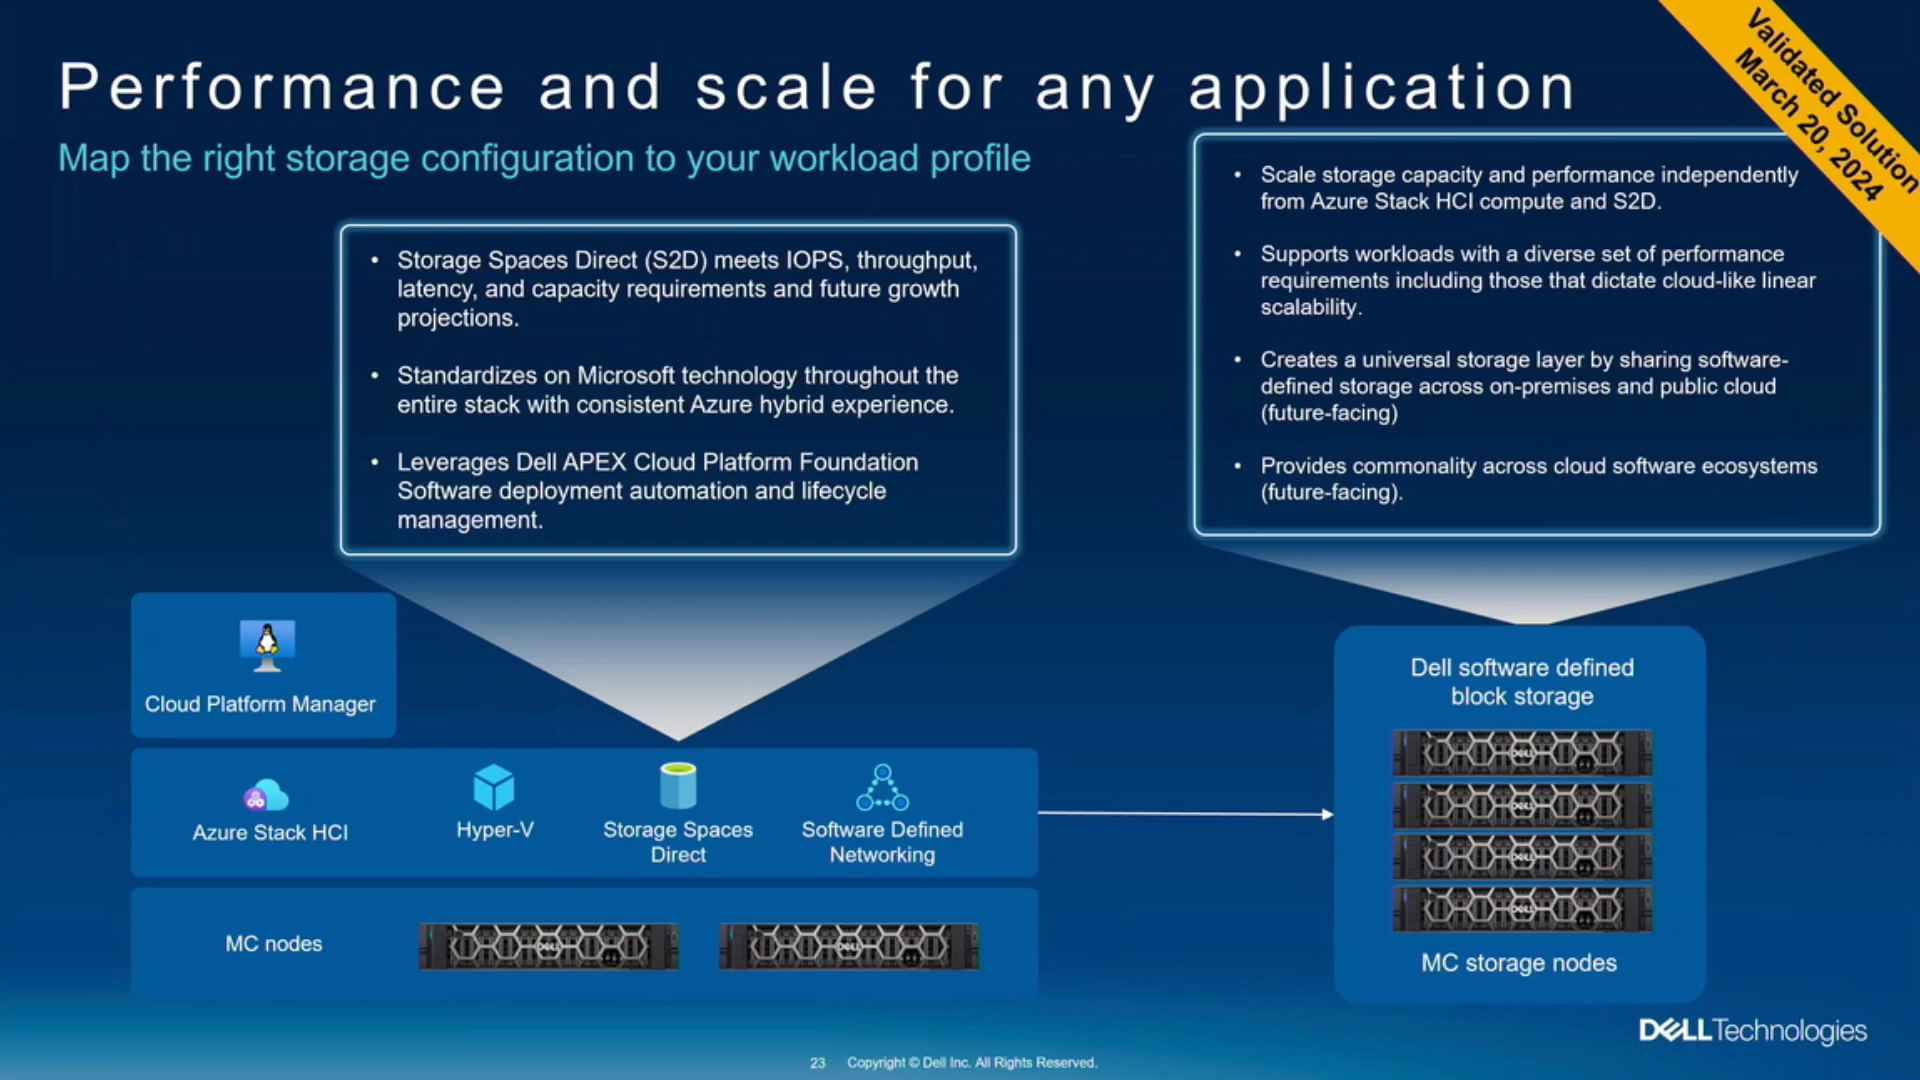 Performance and scale for any application
Map the right storage configuration to your workload profile
Validated Solution
March 20, 2024
• Storage Spaces Direct (S2D) meets IOPS, throughput,
latency, and capacity requirements and future growth
projections.
• Standardizes on Microsoft technology throughout the
entire stack with consistent Azure hybrid experience.
• Leverages Dell APEX Cloud Platform Foundation
Software deployment automation and lifecycle
management.
• Scale storage capacity and performance independently
from Azure Stack HCI compute and S2D.
• Supports workloads with a diverse set of performance
requirements including those that dictate cloud-like linear
scalability.
• Creates a universal storage layer by sharing software-
defined storage across on-premises and public cloud
(future-facing)
• Provides commonality across cloud software ecosystems
(future-facing).
Cloud Platform Manager
Azure Stack HCI
Hyper-V
Storage Spaces
Direct
Software Defined
Networking
MC nodes
DELL
DELL
Dell software defined
block storage
DELL
DELL
DELL
DELL
MC storage nodes
DELLTechnologies
23 Copyright © Dell Inc. All Rights Reserved.